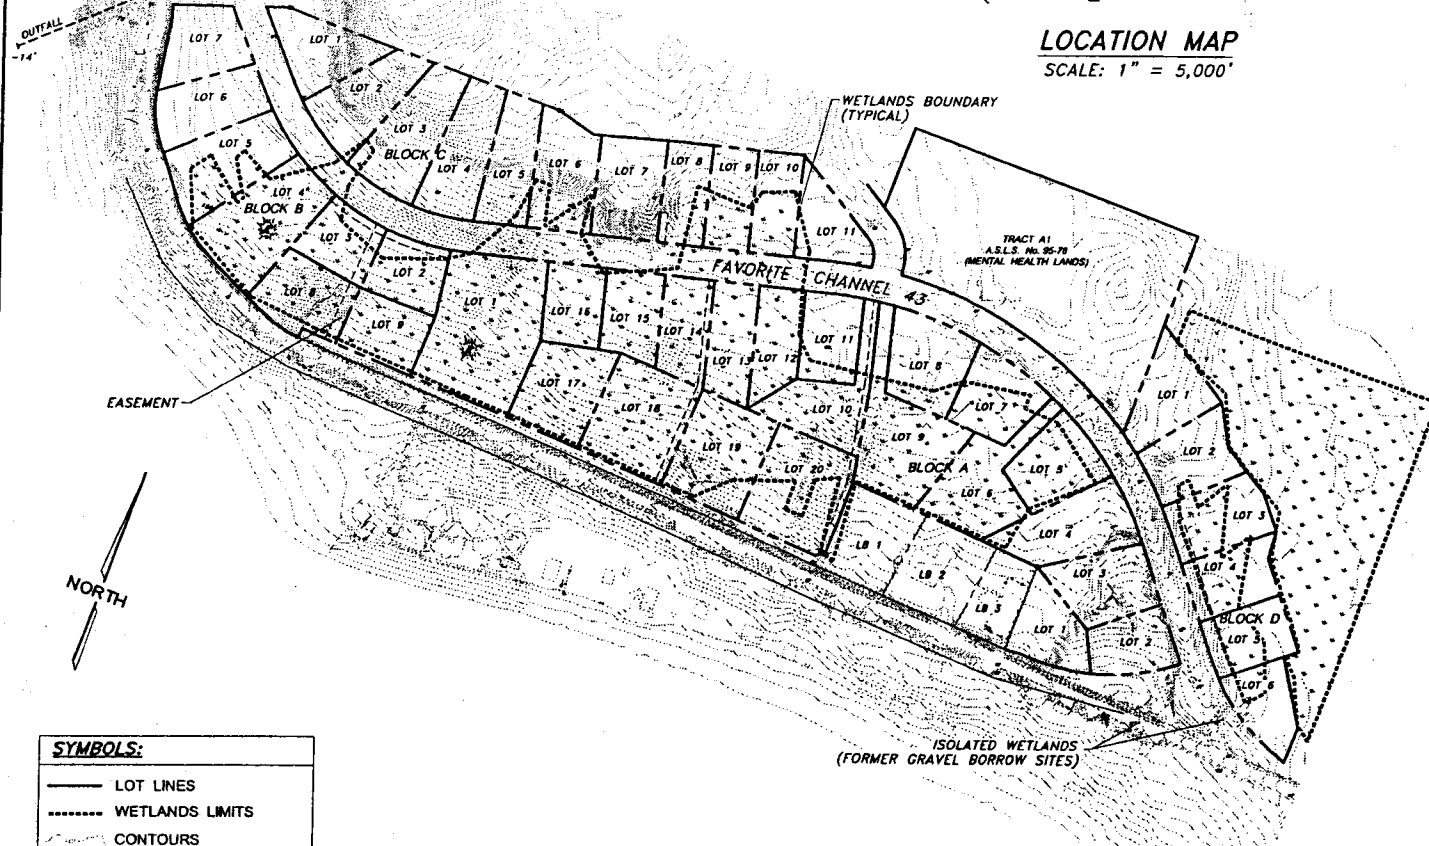 LOCATION MAP
SCALE: 1" = 5,000'
OUTFALL
-14'
WETLANDS BOUNDARY
(TYPICAL)
LOT 7
LOT 6
LOT 5
LOT 4
BLOCK B
LOT 3
LOT 2
LOT 8
LOT 9
LOT 1
LOT 2
LOT 3
BLOCK C
LOT 4
LOT 5
LOT 6
LOT 7
LOT 8
LOT 9
LOT 10
LOT 11
TRACT A1
A.S.L.S. No. 95-78
(MENTAL HEALTH LANDS)
FAVORITE CHANNEL 43
LOT 1
LOT 16
LOT 15
LOT 14
LOT 13
LOT 12
LOT 11
LOT 8
LOT 7
LOT 17
LOT 18
LOT 19
LOT 20
LOT 10
LOT 9
BLOCK A
LOT 6
LOT 5
LOT 4
LOT 3
LOT 2
LOT 1
LB 1
LB 2
LB 3
LOT 1
LOT 2
LOT 3
LOT 4
BLOCK D
LOT 5
LOT 6
EASEMENT
NORTH
ISOLATED WETLANDS
(FORMER GRAVEL BORROW SITES)
SYMBOLS:
LOT LINES
WETLANDS LIMITS
CONTOURS